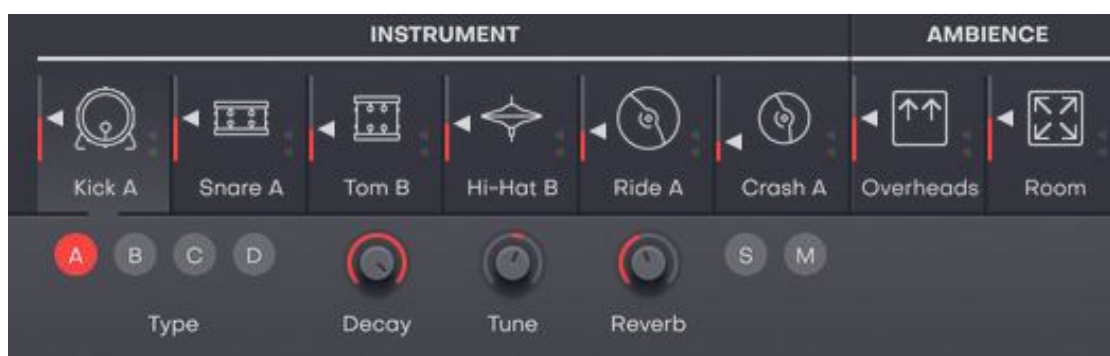 INSTRUMENT AMBIENCE
Kick A Snare A Tom B Hi-Hat B Ride A Crash A Overheads Room
A B C D S M
Type Decay Tune Reverb